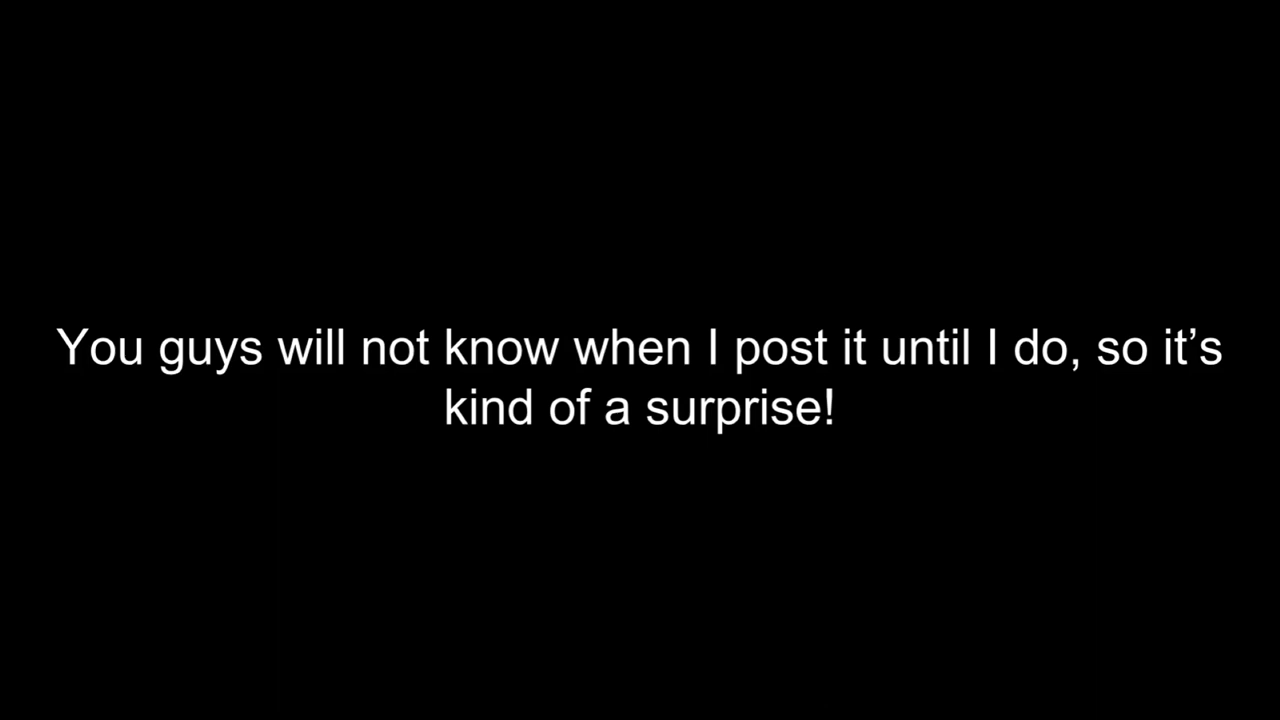 You guys will not know when I post it until I do, so it’s
kind of a surprise!